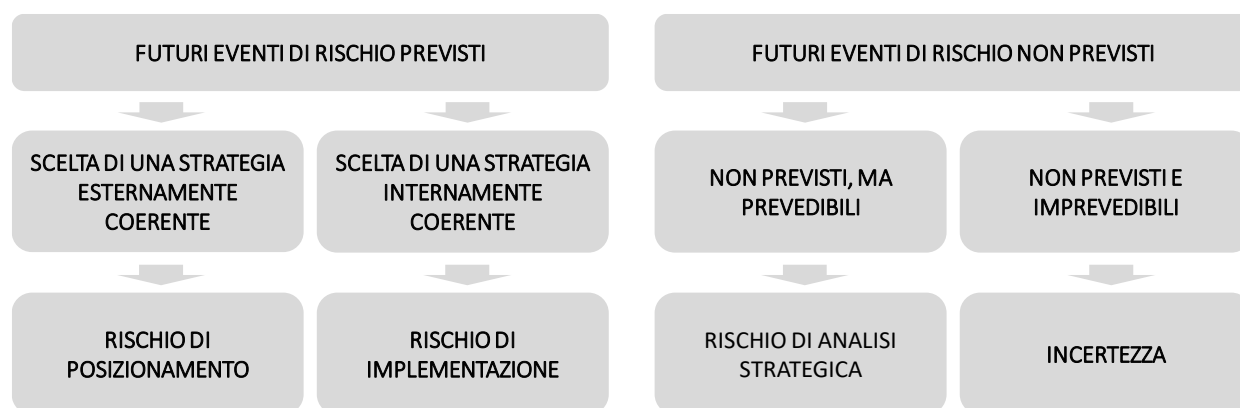 FUTURI EVENTI DI RISCHIO PREVISTI
FUTURI EVENTI DI RISCHIO NON PREVISTI
SCELTA DI UNA STRATEGIA
ESTERNAMENTE
COERENTE
SCELTA DI UNA STRATEGIA
INTERNAMENTE
COERENTE
NON PREVISTI, MA
PREVEDIBILI
NON PREVISTI E
IMPREVEDIBILI
RISCHIO DI
POSIZIONAMENTO
RISCHIO DI
IMPLEMENTAZIONE
RISCHIO DI ANALISI
STRATEGICA
INCERTEZZA